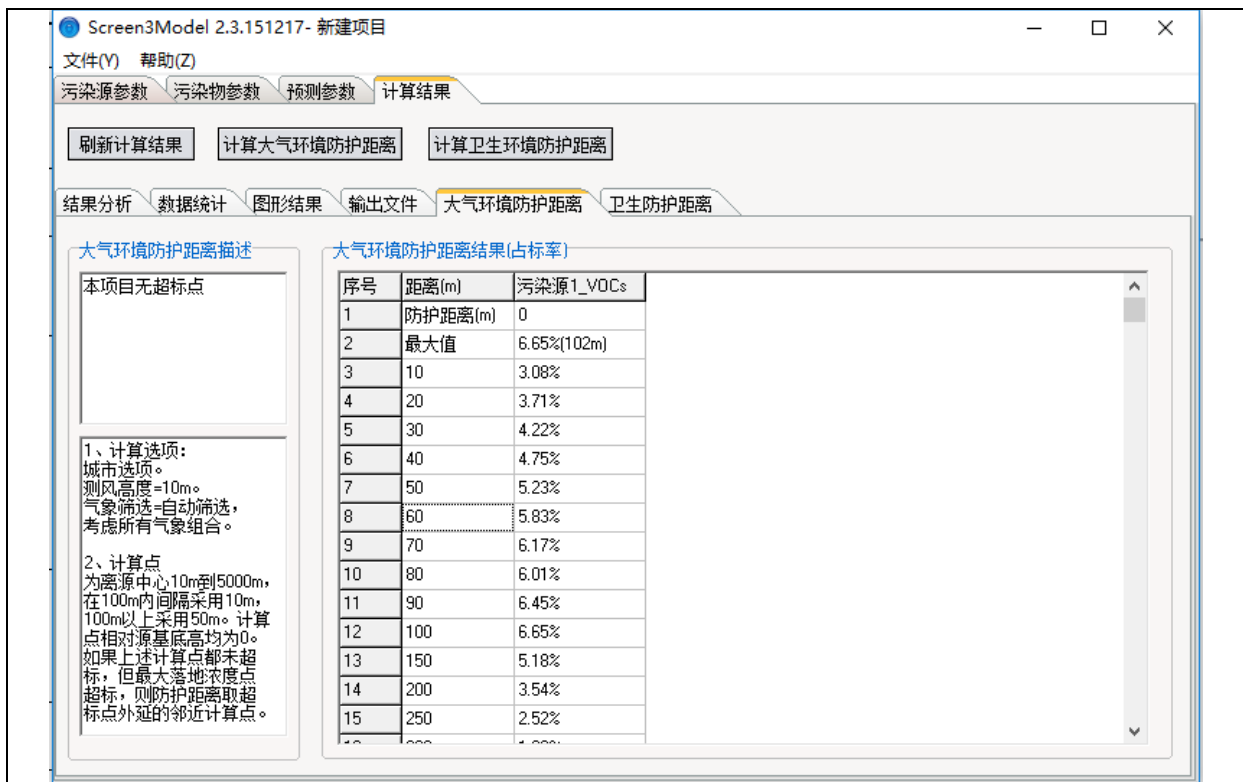 Screen3Model 2.3.151217- 新建项目
文件(Y) 帮助(Z)
污染源参数 污染物参数 预测参数 计算结果
刷新计算结果 计算大气环境防护距离 计算卫生环境防护距离
结果分析 数据统计 图形结果 输出文件 大气环境防护距离 卫生防护距离
大气环境防护距离描述
本项目无超标点
1、计算选项：
城市选项。
测风高度=10m。
气象筛选=自动筛选，
考虑所有气象组合。
2、计算点
为离源中心10m到5000m，
在100m内间隔采用10m，
100m以上采用50m。计算
点相对源基底高均为0。
如果上述计算点都未超
标，但最大落地浓度点
超标，则防护距离取超
标点外延的邻近计算点。
大气环境防护距离结果(占标率)
序号 距离(m) 污染源1_VOCs
1 防护距离(m) 0
2 最大值 6.65%(102m)
3 10 3.08%
4 20 3.71%
5 30 4.22%
6 40 4.75%
7 50 5.23%
8 60 5.83%
9 70 6.17%
10 80 6.01%
11 90 6.45%
12 100 6.65%
13 150 5.18%
14 200 3.54%
15 250 2.52%